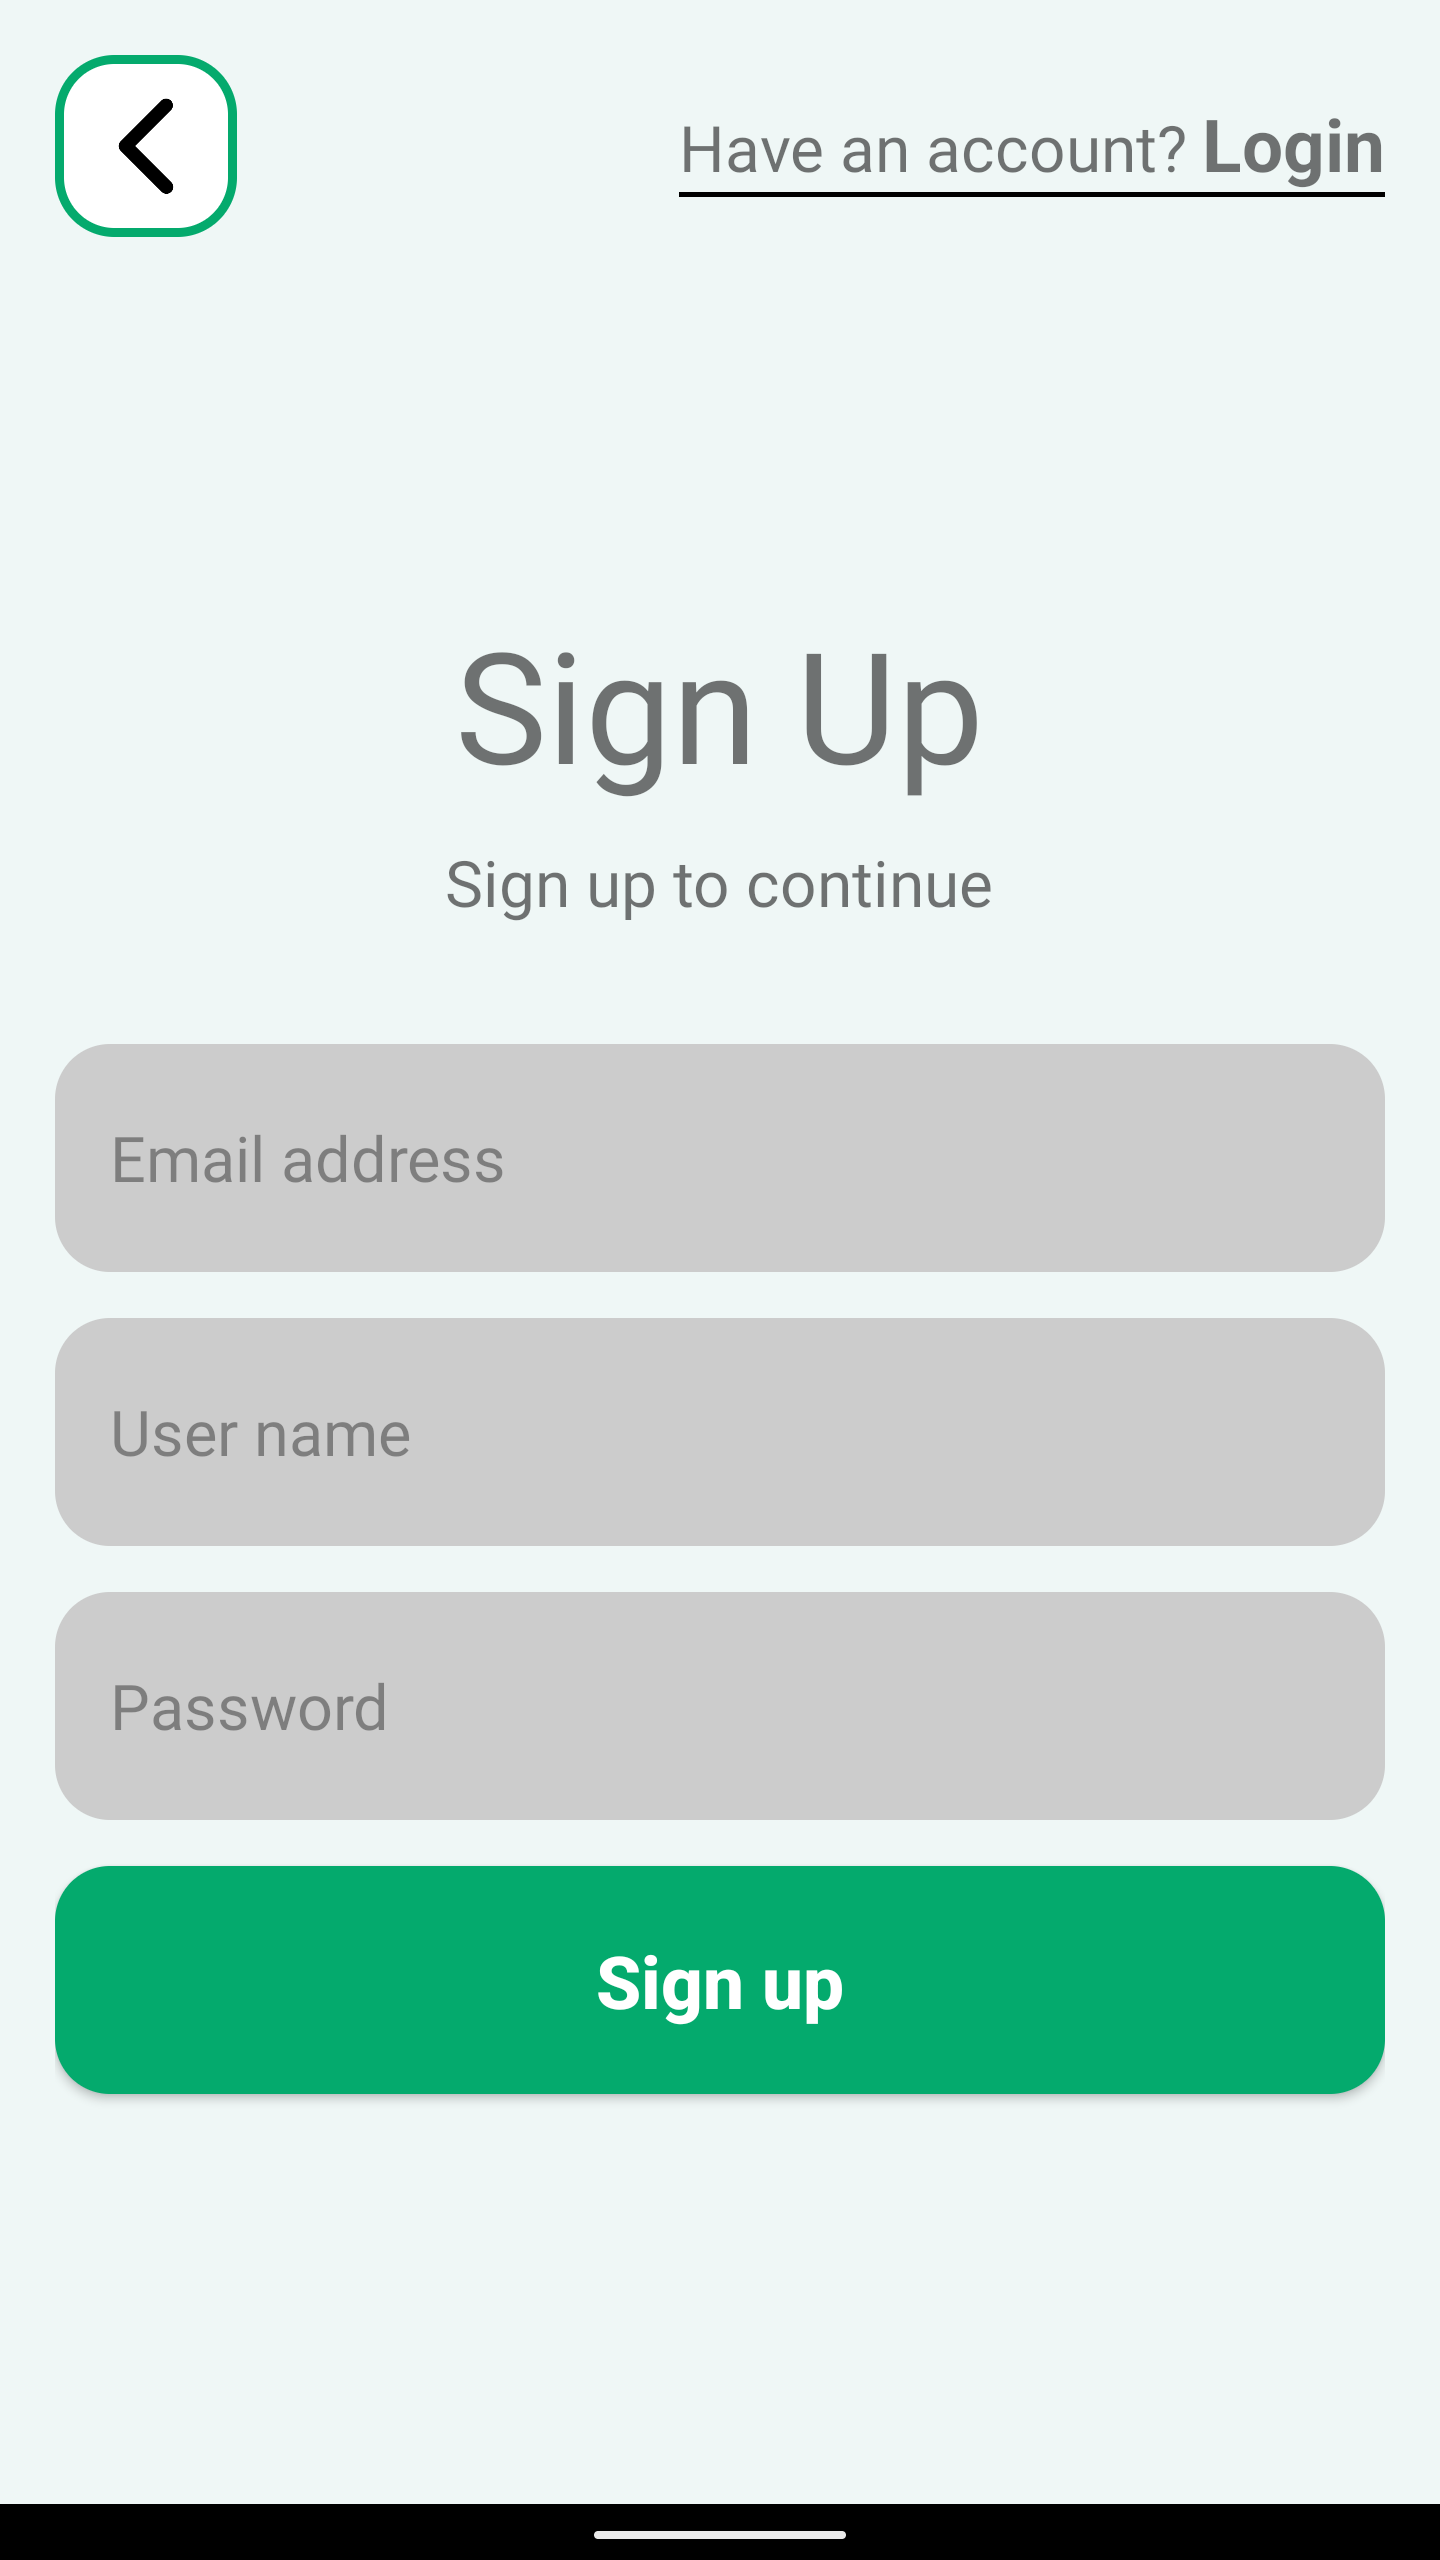 Have an account? Login
Sign Up
Sign up to continue
Email address
User name
Password
Sign up